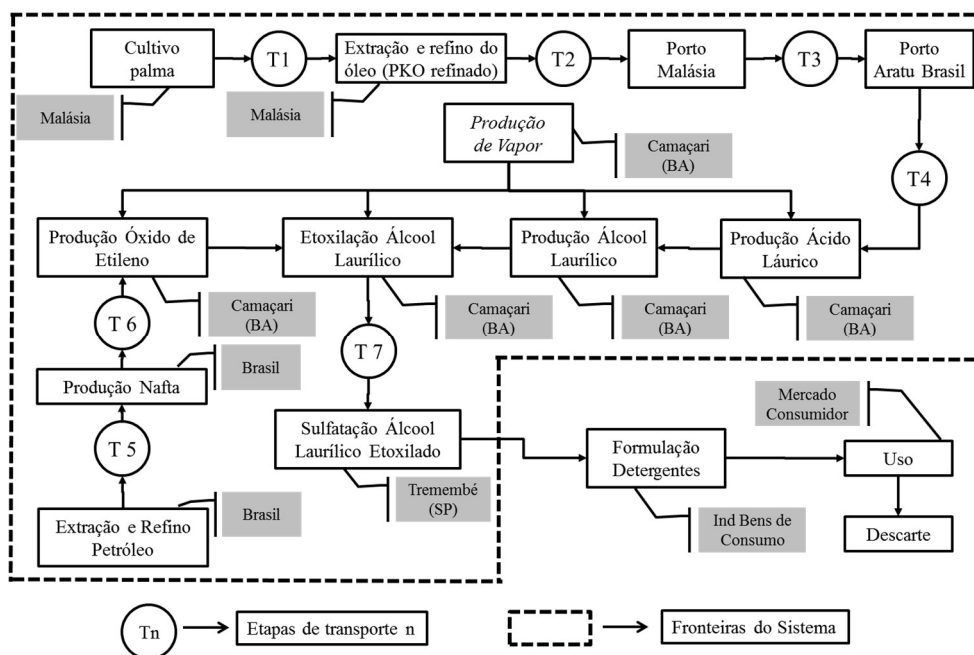 Cultivo
palma
T1
Extração e refino do
óleo (PKO refinado)
T2
Porto
Malásia
T3
Porto
Aratu Brasil
Malásia
Malásia
Produção
de Vapor
Camaçari
(BA)
T4
Produção Óxido de
Etileno
Etoxilação Álcool
Laurílico
Produção Álcool
Laurílico
Produção Ácido
Láurico
Camaçari
(BA)
Camaçari
(BA)
Camaçari
(BA)
Camaçari
(BA)
T 6
T 7
Brasil
Produção Nafta
Mercado
Consumidor
T 5
Sulfatação Álcool
Laurílico Etoxilado
Formulação
Detergentes
Uso
Brasil
Tremembé
(SP)
Extração e Refino
Petróleo
Ind Bens de
Consumo
Descarte
Tn
Etapas de transporte n
Fronteiras do Sistema